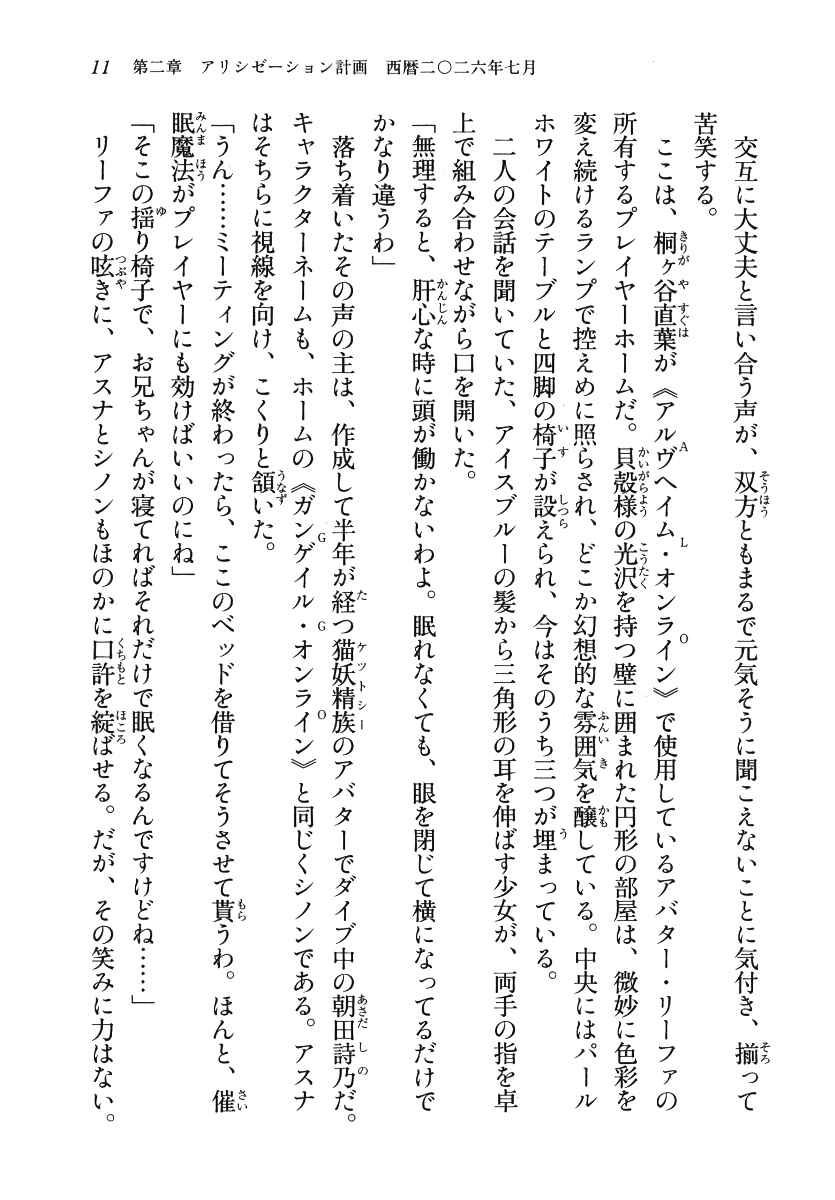 11　第二章　アリシゼーション計画　西暦二〇二六年七月
　交互に大丈夫と言い合う声が、双方ともまるで元気そうに聞こえないことに気付き、揃って
苦笑する。
　ここは、桐ヶ谷直葉が《アルヴヘイム・オンライン》で使用しているアバター・リーファの
所有するプレイヤーホームだ。貝殻様の光沢を持つ壁に囲まれた円形の部屋は、微妙に色彩を
変え続けるランプで控えめに照らされ、どこか幻想的な雰囲気を醸している。中央にはパール
ホワイトのテーブルと四脚の椅子が設えられ、今はそのうち三つが埋まっている。
　二人の会話を聞いていた、アイスブルーの髪から三角形の耳を伸ばす少女が、両手の指を卓
上で組み合わせながら口を開いた。
「無理すると、肝心な時に頭が働かないわよ。眠れなくても、眼を閉じて横になってるだけで
かなり違うわ」
　落ち着いたその声の主は、作成して半年が経つ猫妖精族のアバターでダイブ中の朝田詩乃だ。
キャラクターネームも、ホームの《ガンゲイル・オンライン》と同じくシノンである。アスナ
はそちらに視線を向け、こくりと頷いた。
「うん……ミーティングが終わったら、ここのベッドを借りてそうさせて貰うわ。ほんと、催
眠魔法がプレイヤーにも効けばいいのにね」
「そこの揺り椅子で、お兄ちゃんが寝てればそれだけで眠くなるんですけどね……」
　リーファの呟きに、アスナとシノンもほのかに口許を綻ばせる。だが、その笑みに力はない。